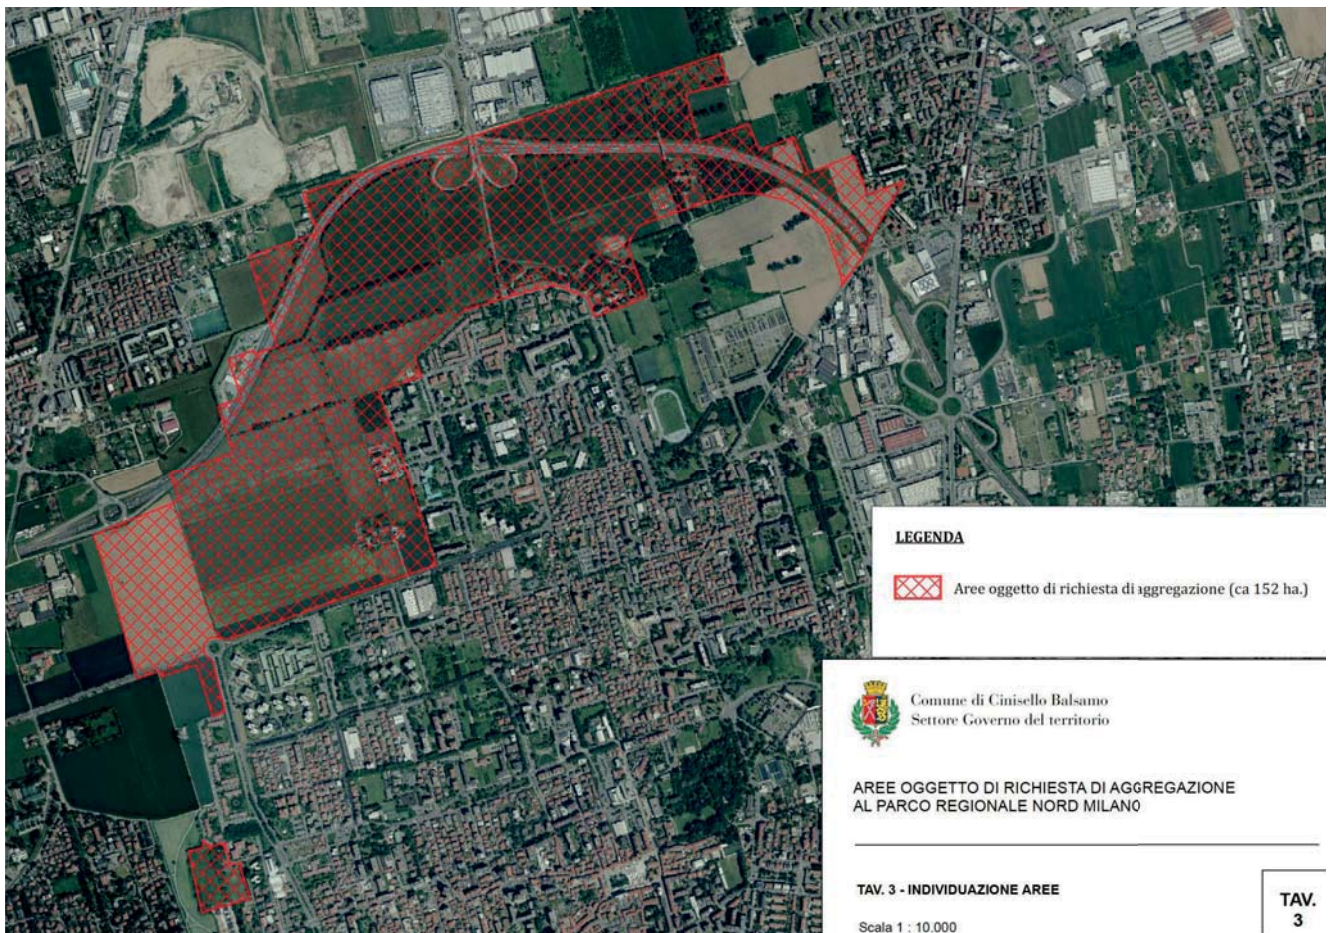 LEGENDA
Aree oggetto di richiesta di aggregazione (ca 152 ha.)
Comune di Cinisello Balsamo
Settore Governo del territorio
AREE OGGETTO DI RICHIESTA DI AGGREGAZIONE
AL PARCO REGIONALE NORD MILANO
TAV. 3 - INDIVIDUAZIONE AREE
Scala 1 : 10.000
TAV.
3